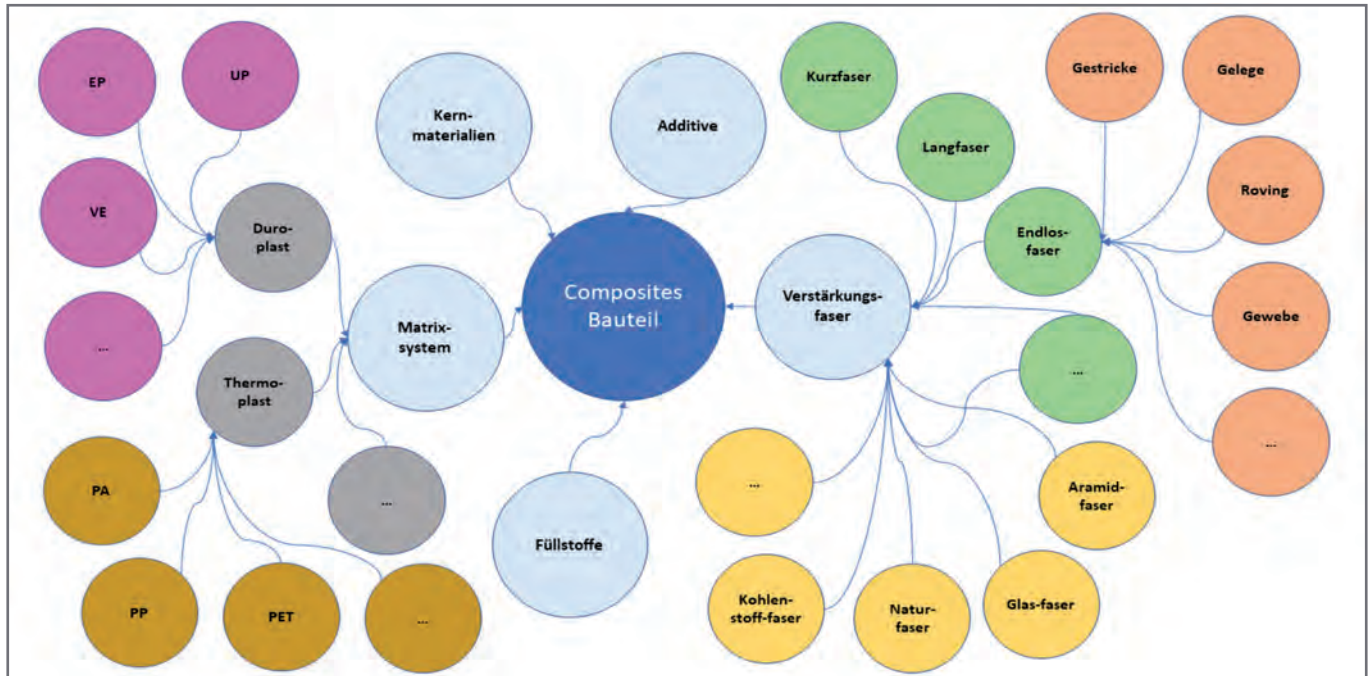 EP
UP
VE
...
Duro-
plast
Thermo-
plast
PA
PP
PET
...
...
Matrix-
system
Kern-
materialien
Additive
Composites
Bauteil
Füllstoffe
Verstärkungs-
faser
Kurzfaser
Langfaser
Endlos-
faser
...
Gestricke
Gelege
Roving
Gewebe
...
...
Kohlen-
stoff-faser
Natur-
faser
Glas-faser
Aramid-
faser